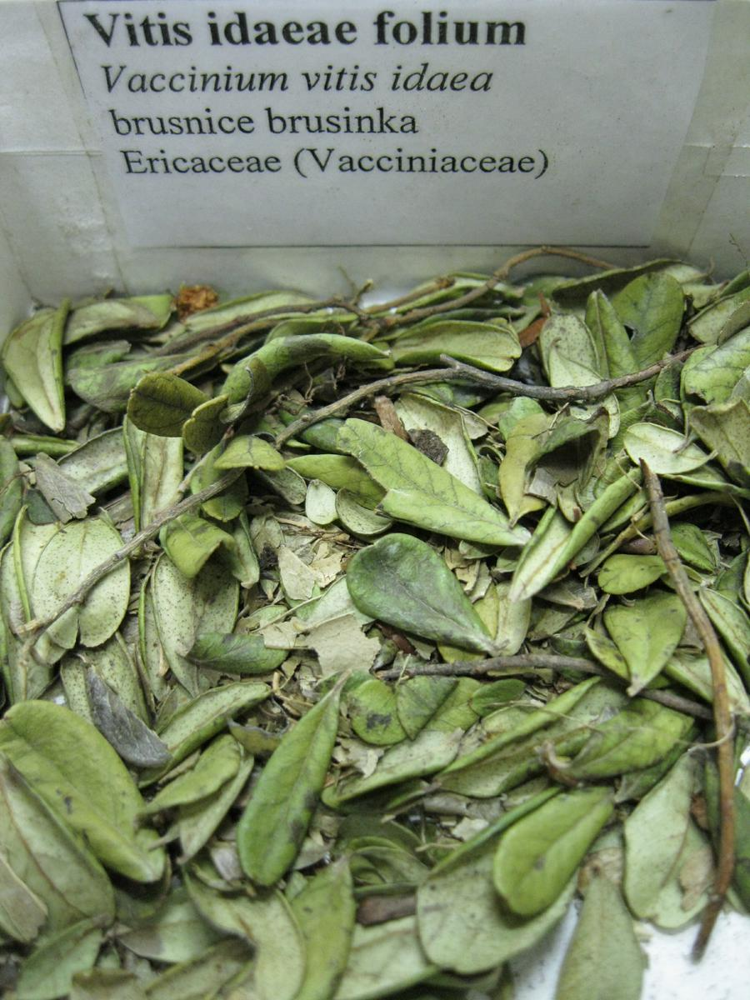 Vitis idaeae folium
Vaccinium vitis idaea
brusnice brusinka
Ericaceae (Vacciniaceae)